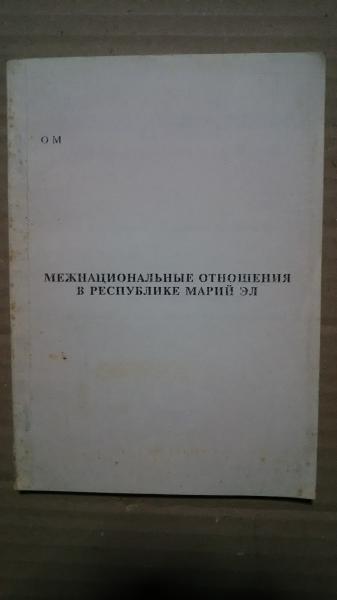 О М
МЕЖНАЦИОНАЛЬНЫЕ ОТНОШЕНИЯ
В РЕСПУБЛИКЕ МАРИЙ ЭЛ